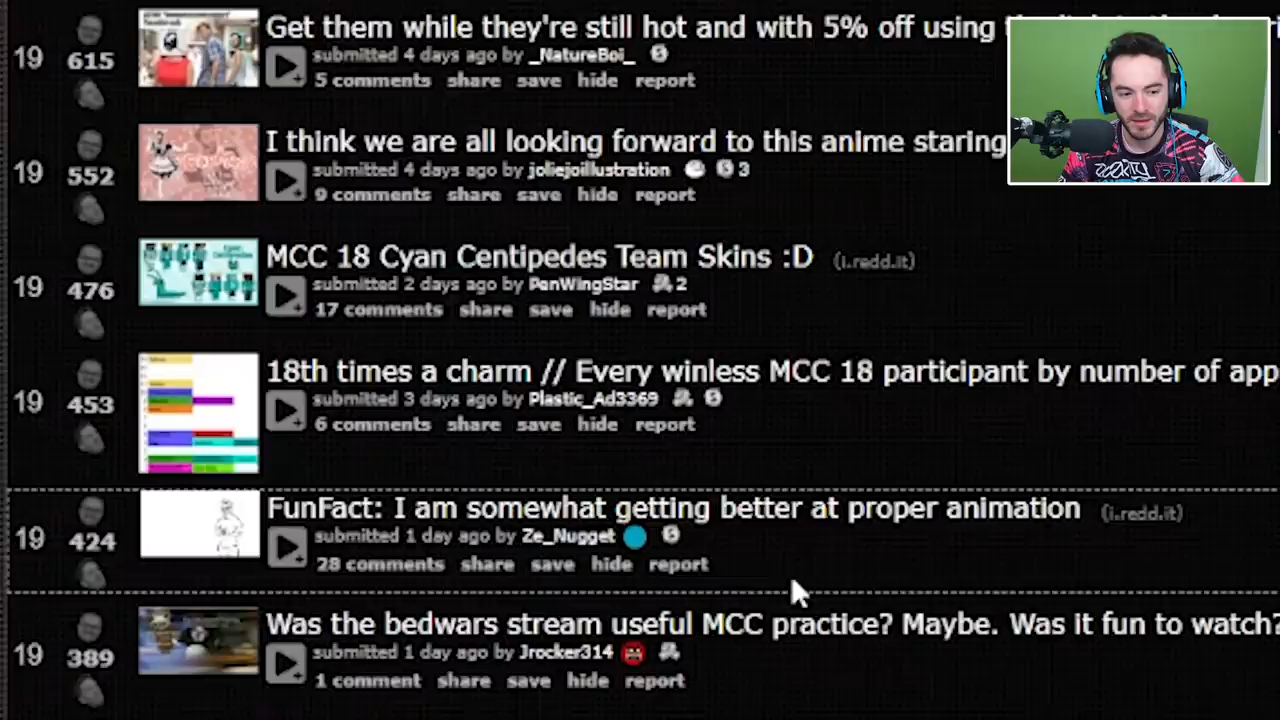 19
615
Get them while they're still hot and with 5% off using
submitted 4 days ago by _NatureBoi_
5 comments share save hide report
19
552
I think we are all looking forward to this anime staring
submitted 4 days ago by joliejoillustration 3
9 comments share save hide report
19
476
MCC 18 Cyan Centipedes Team Skins :D (i.redd.it)
submitted 2 days ago by PenWingStar 2
17 comments share save hide report
19
453
18th times a charm // Every winless MCC 18 participant by number of app
submitted 3 days ago by Plastic_Ad3369
6 comments share save hide report
19
424
FunFact: I am somewhat getting better at proper animation (i.redd.it)
submitted 1 day ago by Ze_Nugget
28 comments share save hide report
19
389
Was the bedwars stream useful MCC practice? Maybe. Was it fun to watch?
submitted 1 day ago by Jrocker314
1 comment share save hide report